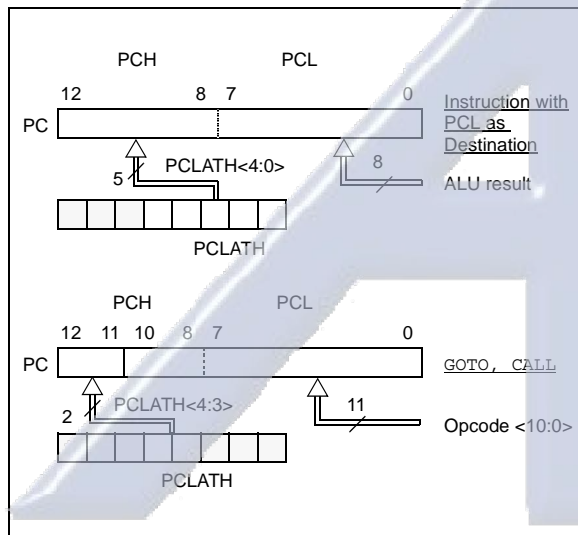 PCH PCL
12 8 7 0
PC
Instruction with
PCL as
Destination
PCLATH<4:0>
5
8
ALU result
PCLATH
PCH PCL
12 11 10 8 7 0
PC
GOTO, CALL
PCLATH<4:3>
2
11
Opcode <10:0>
PCLATH